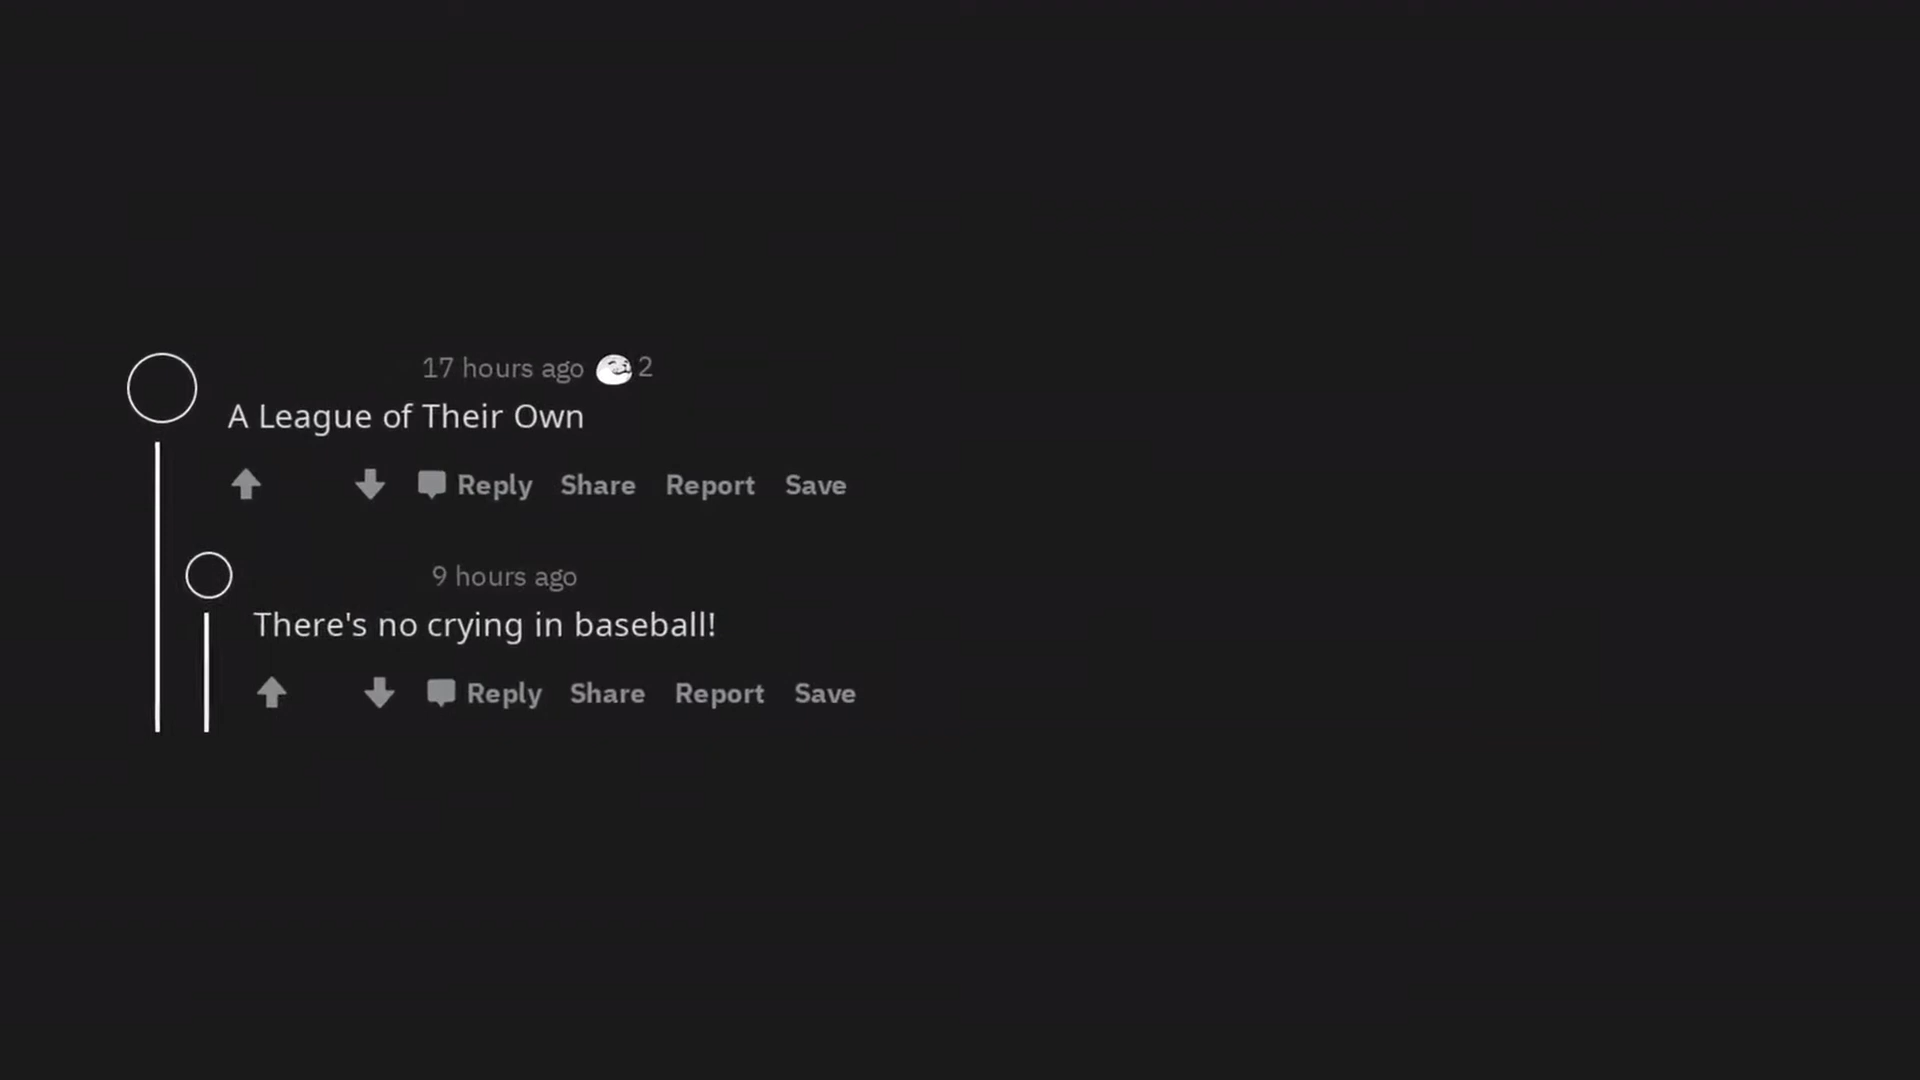 17 hours ago 2
A League of Their Own
Reply Share Report Save
9 hours ago
There's no crying in baseball!
Reply Share Report Save